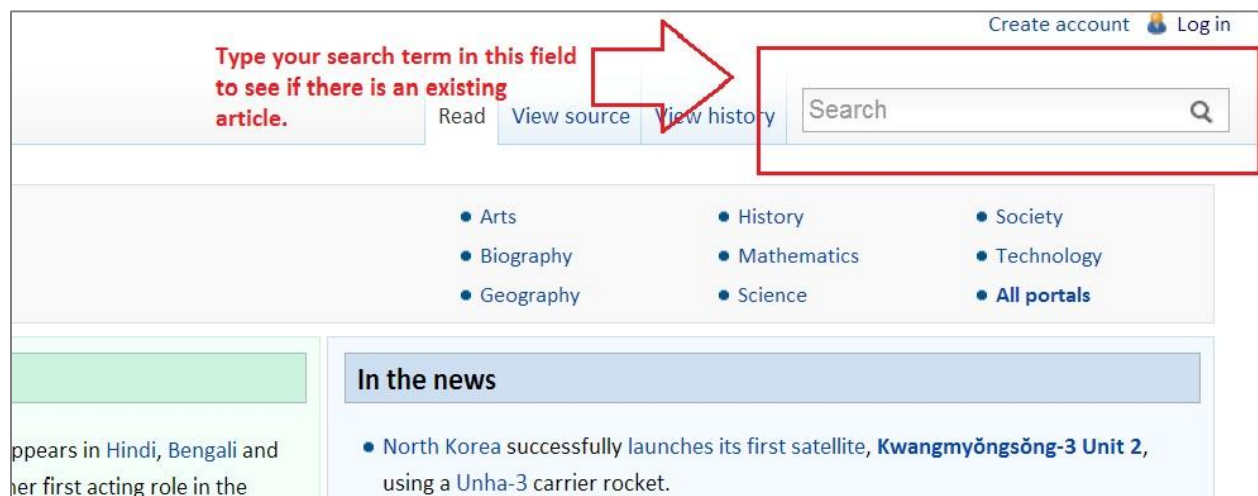 Create account Log in
Type your search term in this field
to see if there is an existing
article.
Read View source View history Search
Arts History Society
Biography Mathematics Technology
Geography Science All portals
In the news
ppears in Hindi, Bengali and
her first acting role in the
North Korea successfully launches its first satellite, Kwangmyŏngsŏng-3 Unit 2,
using a Unha-3 carrier rocket.